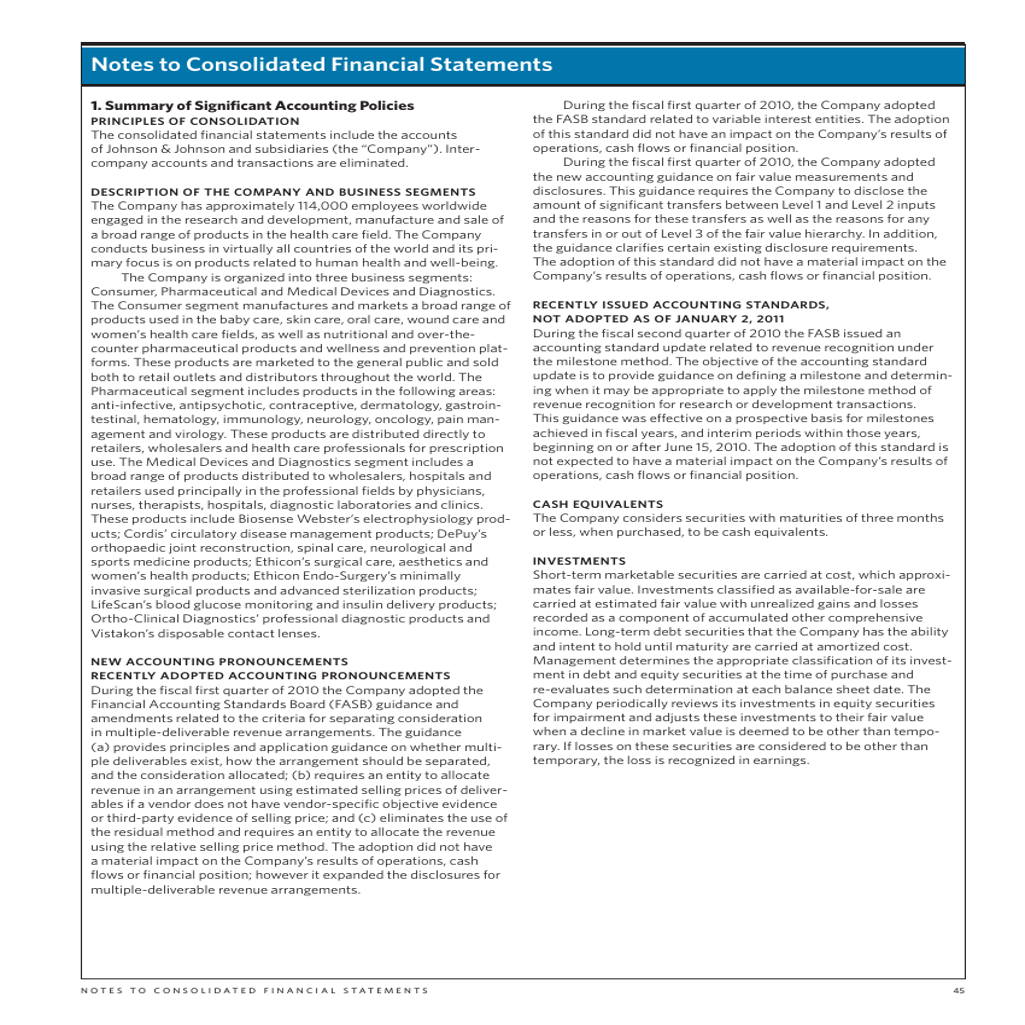 Notes to Consolidated Financial Statements
1. Summary of Significant Accounting Policies
PRINCIPLES OF CONSOLIDATION
The consolidated financial statements include the accounts
of Johnson & Johnson and subsidiaries (the “Company”). Inter-
company accounts and transactions are eliminated.
DESCRIPTION OF THE COMPANY AND BUSINESS SEGMENTS
The Company has approximately 114,000 employees worldwide
engaged in the research and development, manufacture and sale of
a broad range of products in the health care field. The Company
conducts business in virtually all countries of the world and its pri-
mary focus is on products related to human health and well-being.
The Company is organized into three business segments:
Consumer, Pharmaceutical and Medical Devices and Diagnostics.
The Consumer segment manufactures and markets a broad range of
products used in the baby care, skin care, oral care, wound care and
women’s health care fields, as well as nutritional and over-the-
counter pharmaceutical products and wellness and prevention plat-
forms. These products are marketed to the general public and sold
both to retail outlets and distributors throughout the world. The
Pharmaceutical segment includes products in the following areas:
anti-infective, antipsychotic, contraceptive, dermatology, gastroin-
testinal, hematology, immunology, neurology, oncology, pain man-
agement and virology. These products are distributed directly to
retailers, wholesalers and health care professionals for prescription
use. The Medical Devices and Diagnostics segment includes a
broad range of products distributed to wholesalers, hospitals and
retailers used principally in the professional fields by physicians,
nurses, therapists, hospitals, diagnostic laboratories and clinics.
These products include Biosense Webster’s electrophysiology prod-
ucts; Cordis’ circulatory disease management products; DePuy’s
orthopaedic joint reconstruction, spinal care, neurological and
sports medicine products; Ethicon’s surgical care, aesthetics and
women’s health products; Ethicon Endo-Surgery’s minimally
invasive surgical products and advanced sterilization products;
LifeScan’s blood glucose monitoring and insulin delivery products;
Ortho-Clinical Diagnostics’ professional diagnostic products and
Vistakon’s disposable contact lenses.
NEW ACCOUNTING PRONOUNCEMENTS
RECENTLY ADOPTED ACCOUNTING PRONOUNCEMENTS
During the fiscal first quarter of 2010 the Company adopted the
Financial Accounting Standards Board (FASB) guidance and
amendments related to the criteria for separating consideration
in multiple-deliverable revenue arrangements. The guidance
(a) provides principles and application guidance on whether multi-
ple deliverables exist, how the arrangement should be separated,
and the consideration allocated; (b) requires an entity to allocate
revenue in an arrangement using estimated selling prices of deliver-
ables if a vendor does not have vendor-specific objective evidence
or third-party evidence of selling price; and (c) eliminates the use of
the residual method and requires an entity to allocate the revenue
using the relative selling price method. The adoption did not have
a material impact on the Company’s results of operations, cash
flows or financial position; however it expanded the disclosures for
multiple-deliverable revenue arrangements.
During the fiscal first quarter of 2010, the Company adopted
the FASB standard related to variable interest entities. The adoption
of this standard did not have an impact on the Company’s results of
operations, cash flows or financial position.
During the fiscal first quarter of 2010, the Company adopted
the new accounting guidance on fair value measurements and
disclosures. This guidance requires the Company to disclose the
amount of significant transfers between Level 1 and Level 2 inputs
and the reasons for these transfers as well as the reasons for any
transfers in or out of Level 3 of the fair value hierarchy. In addition,
the guidance clarifies certain existing disclosure requirements.
The adoption of this standard did not have a material impact on the
Company’s results of operations, cash flows or financial position.
RECENTLY ISSUED ACCOUNTING STANDARDS,
NOT ADOPTED AS OF JANUARY 2, 2011
During the fiscal second quarter of 2010 the FASB issued an
accounting standard update related to revenue recognition under
the milestone method. The objective of the accounting standard
update is to provide guidance on defining a milestone and determin-
ing when it may be appropriate to apply the milestone method of
revenue recognition for research or development transactions.
This guidance was effective on a prospective basis for milestones
achieved in fiscal years, and interim periods within those years,
beginning on or after June 15, 2010. The adoption of this standard is
not expected to have a material impact on the Company’s results of
operations, cash flows or financial position.
CASH EQUIVALENTS
The Company considers securities with maturities of three months
or less, when purchased, to be cash equivalents.
INVESTMENTS
Short-term marketable securities are carried at cost, which approxi-
mates fair value. Investments classified as available-for-sale are
carried at estimated fair value with unrealized gains and losses
recorded as a component of accumulated other comprehensive
income. Long-term debt securities that the Company has the ability
and intent to hold until maturity are carried at amortized cost.
Management determines the appropriate classification of its invest-
ment in debt and equity securities at the time of purchase and
re-evaluates such determination at each balance sheet date. The
Company periodically reviews its investments in equity securities
for impairment and adjusts these investments to their fair value
when a decline in market value is deemed to be other than tempo-
rary. If losses on these securities are considered to be other than
temporary, the loss is recognized in earnings.
NOTES TO CONSOLIDATED FINANCIAL STATEMENTS
45